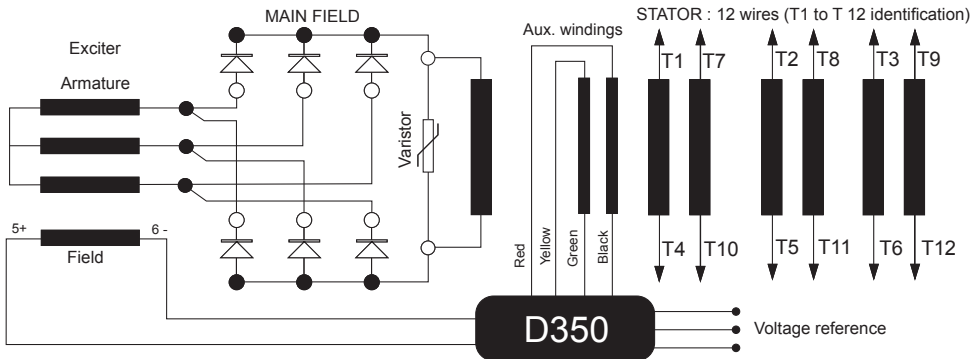 MAIN FIELD
STATOR : 12 wires (T1 to T 12 identification)
Exciter
Aux. windings
Armature
T1
T7
T2
T8
T3
T9
Varistor
5+
6 -
Field
Red
Yellow
Green
Black
T4
T10
T5
T11
T6
T12
D350
Voltage reference